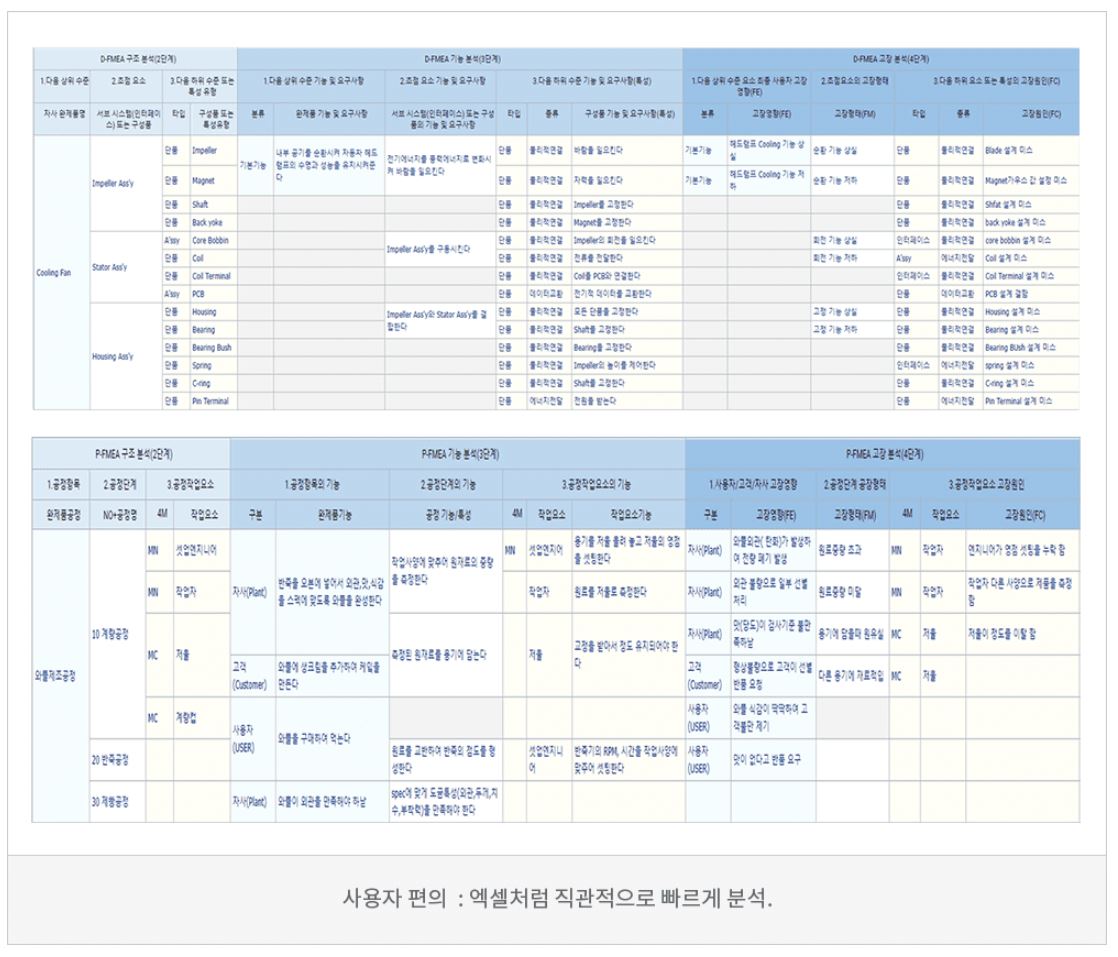 D-FMEA 구조 분석(2단계) D-FMEA 기능 분석(3단계) D-FMEA 고장 분석(4단계)
1.다음 상위 수준 2.초점 요소 3.다음 하위 수준 또는 특성 유형 1.다음 상위 수준 기능 및 요구사항 2.초점 요소 기능 및 요구사항 3.다음 하위 수준 기능 및 요구사항(특성) 1.다음 상위 수준 요소 최종 사용자 고장영향(FE) 2.초점요소의 고장형태 3.다음 하위 요소 또는 특성의 고장원인(FC)
자사 완제품명 서브 시스템(인터페이스) 또는 구성품 타입 구성품 또는 특성유형 분류 완제품 기능 및 요구사항 서브 시스템(인터페이스) 또는 구성품의 기능 및 요구사항 타입 종류 구성품 기능 및 요구사항(특성) 분류 고장영향(FE) 고장형태(FM) 타입 종류 고장원인(FC)
Cooling Fan Impeller Ass'y 단품 Impeller 기본기능 내부 공기를 순환시켜 자동차 헤드램프의 수명과 성능을 유지시켜준다 전기에너지를 풍력에너지로 변화시켜 바람을 일으킨다 단품 물리적연결 바람을 일으킨다 기본기능 헤드램프 Cooling 기능 상실 순환 기능 상실 단품 물리적연결 Blade 설계 미스
단품 Magnet 단품 물리적연결 자력을 일으킨다 기본기능 헤드램프 Cooling 기능 저하 순환 기능 저하 단품 물리적연결 Magnet가우스 값 설정 미스
단품 Shaft 단품 물리적연결 Impeller를 고정한다 단품 물리적연결 Shfat 설계 미스
단품 Back yoke 단품 물리적연결 Magnet를 고정한다 단품 물리적연결 back yoke 설계 미스
Stator Ass'y A'ssy Core Bobbin Impeller Ass'y를 구동시킨다 단품 물리적연결 Impeller의 회전을 일으킨다 회전 기능 상실 인터페이스 물리적연결 core bobbin 설계 미스
단품 Coil 단품 물리적연결 전류를 전달한다 회전 기능 저하 A'ssy 에너지전달 Coil 설계 미스
단품 Coil Terminal 단품 물리적연결 Coil를 PCB와 연결한다 인터페이스 물리적연결 Coil Terminal 설계 미스
A'ssy PCB 단품 데이터교환 전기적 데이터를 교환한다 단품 데이터교환 PCB 설계 결함
Housing Ass'y 단품 Housing Impeller Ass'y와 Stator Ass'y를 결합한다 단품 물리적연결 모든 단품을 고정한다 고정 기능 상실 단품 물리적연결 Housing 설계 미스
단품 Bearing 단품 물리적연결 Shaft를 고정한다 고정 기능 저하 단품 물리적연결 Bearing 설계 미스
단품 Bearing Bush 단품 물리적연결 Bearing를 고정한다 단품 물리적연결 Bearing BUsh 설계 미스
단품 Spring 단품 물리적연결 Impeller의 높이를 제어한다 인터페이스 에너지전달 spring 설계 미스
단품 C-ring 단품 물리적연결 Shaft를 고정한다 단품 물리적연결 C-ring 설계 미스
단품 Pin Terminal 단품 에너지전달 전원을 받는다 단품 에너지전달 Pin Terminal 설계 미스
P-FMEA 구조 분석(2단계) P-FMEA 기능 분석(3단계) P-FMEA 고장 분석(4단계)
1.공정항목 2.공정단계 3.공정작업요소 1.공정항목의 기능 2.공정단계의 기능 3.공정작업요소의 기능 1.사용자/고객/자사 고장영향 2.공정단계 공장형태 3.공정작업요소 고장원인
완제품공정 NO+공정명 4M 작업요소 구분 완제품기능 공정 기능/특성 4M 작업요소 작업요소기능 구분 고장영향(FE) 고장형태(FM) 4M 작업요소 고장원인(FC)
와플제조공정 10 계량공정 MN 셋업엔지니어 자사(Plant) 반죽을 오븐에 넣어서 외관,맛,식감을 스펙에 맞도록 와플을 완성한다 작업사양에 맞추어 원재료의 중량을 측정한다 MN 셋업엔지어 용기를 저울 올려 놓고 저울의 영점을 셋팅한다 자사(Plant) 와플외관( 탄화)가 발생하여 전량 폐기 발생 원료중량 초과 MN 작업자 엔지니어가 영점 셋팅을 누락 함
MN 작업자 작업자 원료를 저울로 측정한다 자사(Plant) 외관 불량으로 일부 선별 처리 원료중량 미달 MN 작업자 작업자 다른 사양으로 제품을 측정함
MC 저울 측정된 원재료를 용기에 담는다 저울 교정을 받아서 정도 유지되어야 한다 자사(Plant) 맛(당도)이 검사기준 불만족하날 용기에 담을때 원유실 MC 저울 저울이 정도를 이탈 함
고객 (Customer) 와플에 생크림을 추가하여 케잌을 만든다 고객 (Customer) 형상불량으로 고객이 선별 반품 요청 다른 용기에 재료적입 MC 저울
MC 계량컵 사용자 (USER) 와플을 구매하여 먹는다 사용자 (USER) 와플 식감이 딱딱하여 고객불만 제기
20 반죽공정 원료를 교반하여 반죽의 점도를 형성한다 셋업엔지니어 반죽기의 RPM, 시간을 작업사양에 맞추어 셋팅한다 사용자 (USER) 맛이 없다고 반품 요구
30 제빵공정 자사(Plant) 와플이 외관을 만족해야 하날 spec에 맞게 도포특성(외관,두께,치수,부착력)을 만족해야 한다
사용자 편의 : 엑셀처럼 직관적으로 빠르게 분석.